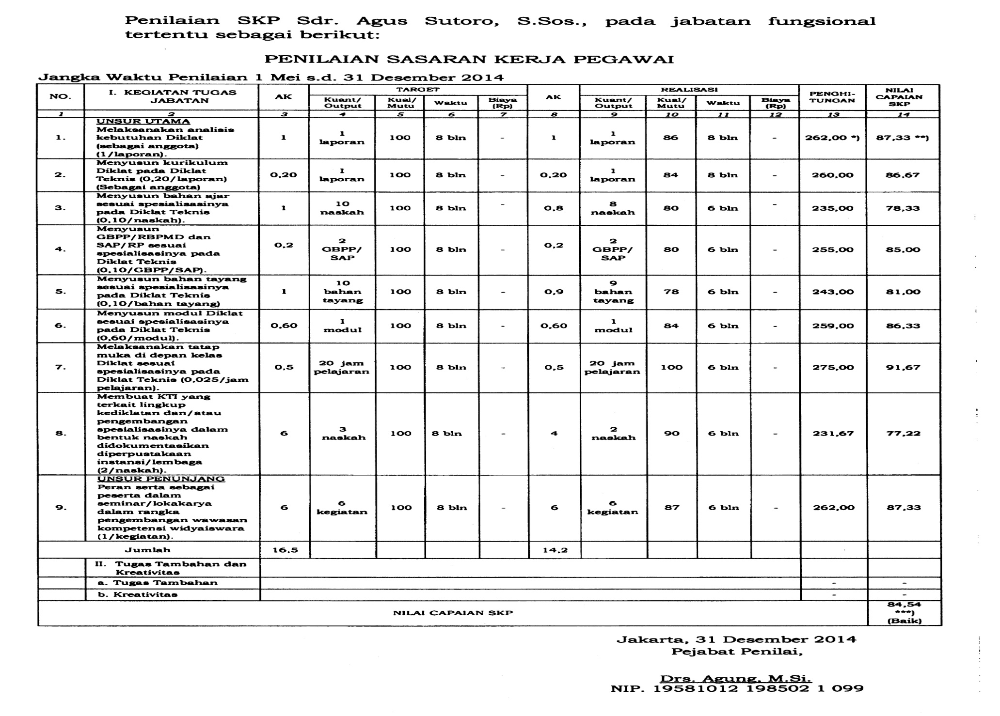 Penilaian SKP Sdr. Agus Sutoro, S.Sos., pada jabatan fungsional
tertentu sebagai berikut:
PENILAIAN SASARAN KERJA PEGAWAI
Jangka Waktu Penilaian 1 Mei s.d. 31 Desember 2014
NO. I. KEGIATAN TUGAS JABATAN AK TARGET AK REALISASI PENGHI-TUNGAN NILAI CAPAIAN SKP
Kuant/Output Kual/Mutu Waktu Biaya (Rp) Kuant/Output Kual/Mutu Waktu Biaya (Rp)
1 2 3 4 5 6 7 8 9 10 11 12 13 14
UNSUR UTAMA
1. Melaksanakan analisis
kebutuhan Diklat
(sebagai anggota)
(1/laporan).
1 1 laporan 100 8 bln - 1 1 laporan 86 8 bln - 262,00 *) 87,33 **)
2. Menyusun kurikulum
Diklat pada Diklat
Teknis (0,20/laporan)
(Sebagai anggota)
0,20 1 laporan 100 8 bln - 0,20 1 laporan 84 8 bln - 260,00 86,67
3. Menyusun bahan ajar
sesuai spesialisasinya
pada Diklat Teknis
(0,10/naskah).
1 10 naskah 100 8 bln - 0,8 8 naskah 80 6 bln - 235,00 78,33
4. Menyusun
GBPP/RBPMD dan
SAP/RP sesuai
spesialisasinya pada
Diklat Teknis
(0,10/GBPP/SAP).
0,2 2 GBPP/ SAP 100 8 bln - 0,2 2 GBPP/ SAP 80 6 bln - 255,00 85,00
5. Menyusun bahan tayang
sesuai spesialisasinya
pada Diklat Teknis
(0,10/bahan tayang)
1 10 bahan tayang 100 8 bln - 0,9 9 bahan tayang 78 6 bln - 243,00 81,00
6. Menyusun modul Diklat
sesuai spesialisasinya
pada Diklat Teknis
(0,60/modul).
0,60 1 modul 100 8 bln - 0,60 1 modul 84 6 bln - 259,00 86,33
7. Melaksanakan tatap
muka di depan kelas
Diklat sesuai
spesialisasinya pada
Diklat Teknis (0,025/jam
pelajaran).
0,5 20 jam pelajaran 100 8 bln - 0,5 20 jam pelajaran 100 6 bln - 275,00 91,67
8. Membuat KTI yang
terkait lingkup
kediklatan dan/atau
pengembangan
spesialisasinya dalam
bentuk naskah
didokumentasikan
diperpustakaan
instansi/lembaga
(2/naskah).
6 3 naskah 100 8 bln - 4 2 naskah 90 6 bln - 231,67 77,22
UNSUR PENUNJANG
9. Peran serta sebagai
peserta dalam
seminar/lokakarya
dalam rangka
pengembangan wawasan
kompetensi widyaiswara
(1/kegiatan).
6 6 kegiatan 100 8 bln - 6 6 kegiatan 87 6 bln - 262,00 87,33
Jumlah 16,5 14,2
II. Tugas Tambahan dan
Kreativitas
a. Tugas Tambahan - -
b. Kreativitas - -
NILAI CAPAIAN SKP 84,54 ***) (Baik)
Jakarta, 31 Desember 2014
Pejabat Penilai,
Drs. Agung, M.Si.
NIP. 19581012 198502 1 099